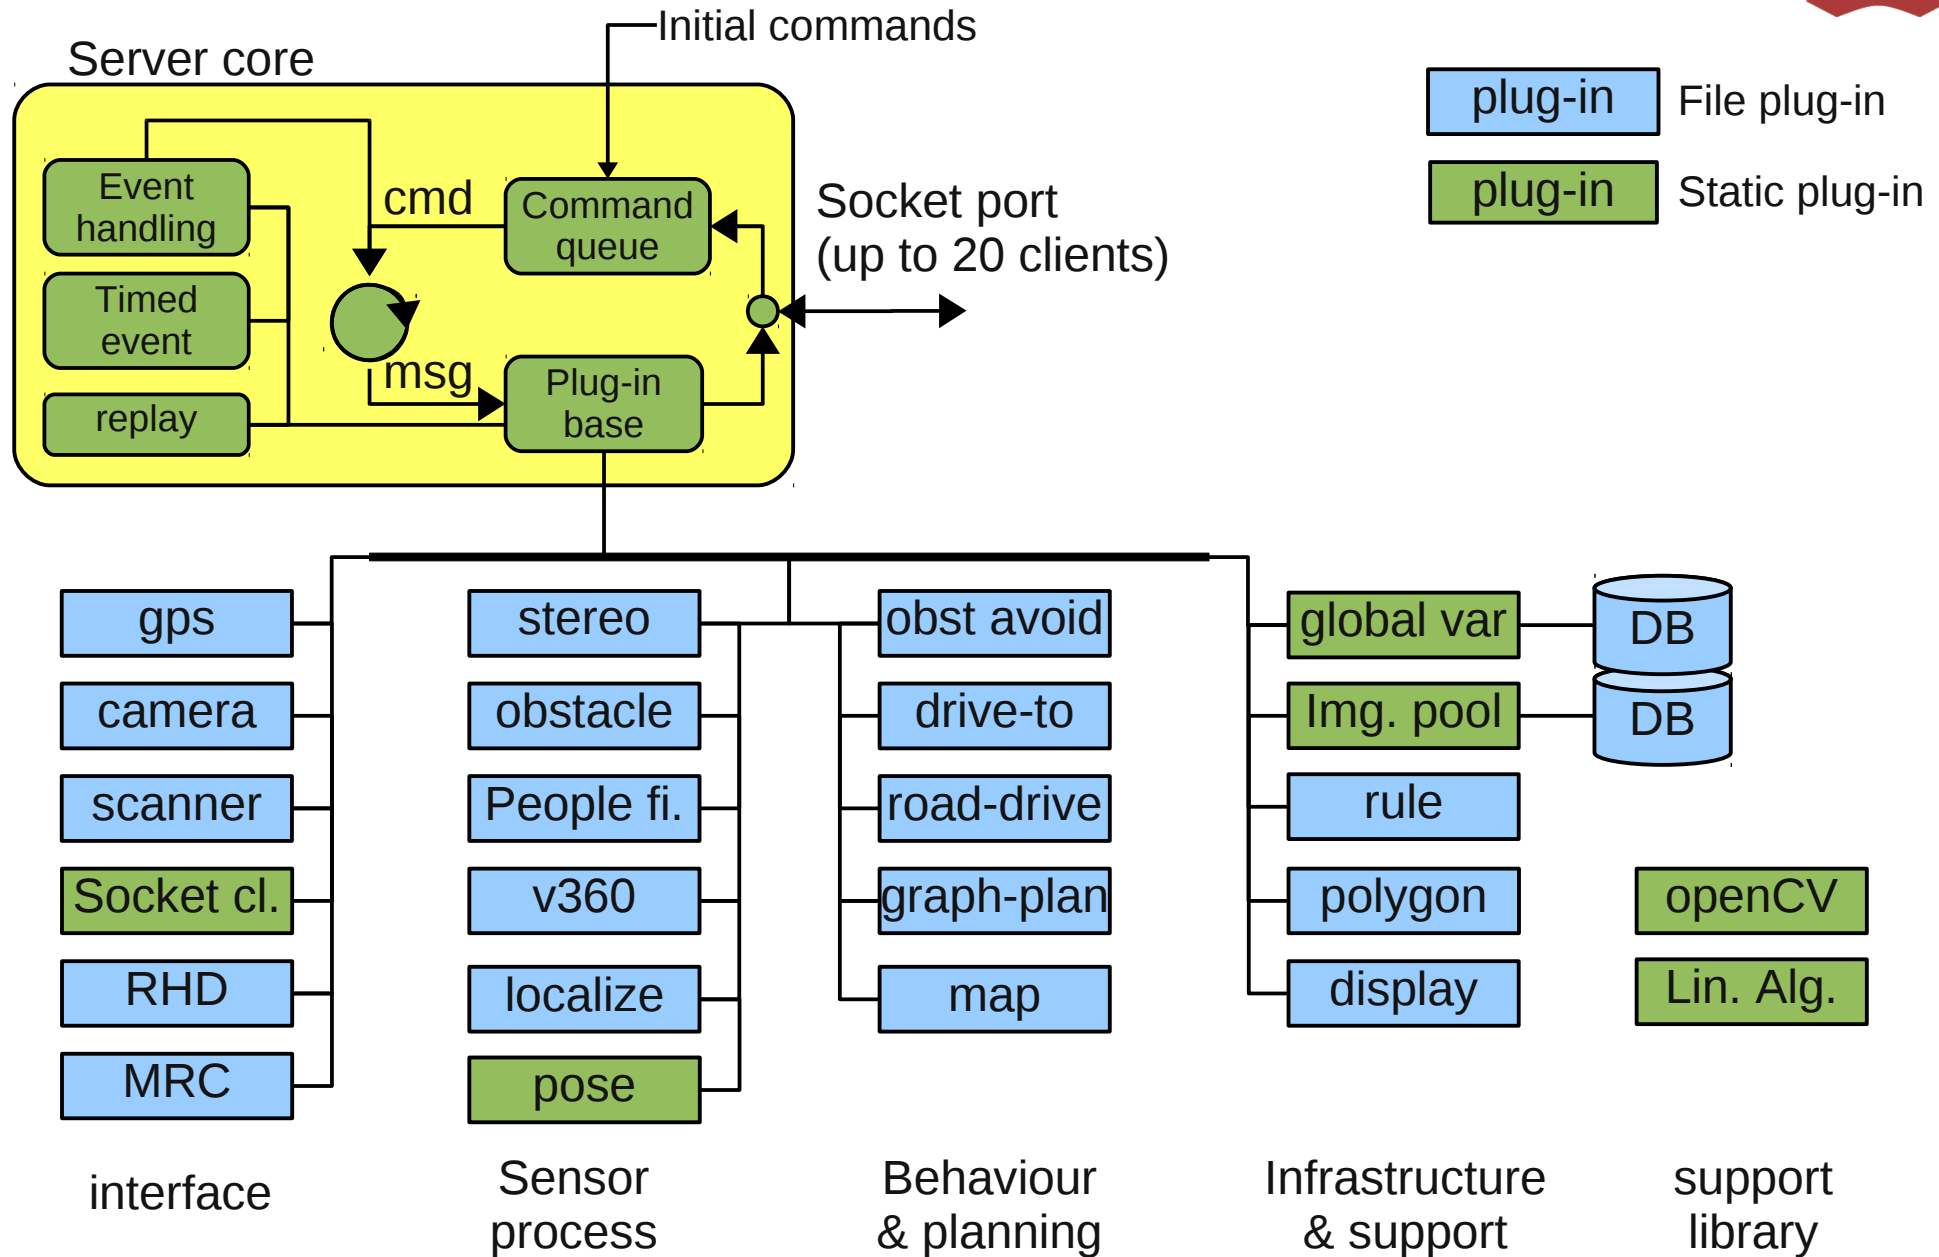 Initial commands
Server core
plug-in File plug-in
plug-in Static plug-in
Event
handling
cmd
Command
queue
Socket port
(up to 20 clients)
Timed
event
msg
Plug-in
base
replay
gps
camera
scanner
Socket cl.
RHD
MRC
interface
stereo
obstacle
People fi.
v360
localize
pose
Sensor
process
obst avoid
drive-to
road-drive
graph-plan
map
Behaviour
& planning
global var
Img. pool
rule
polygon
display
Infrastructure
& support
DB
DB
openCV
Lin. Alg.
support
library